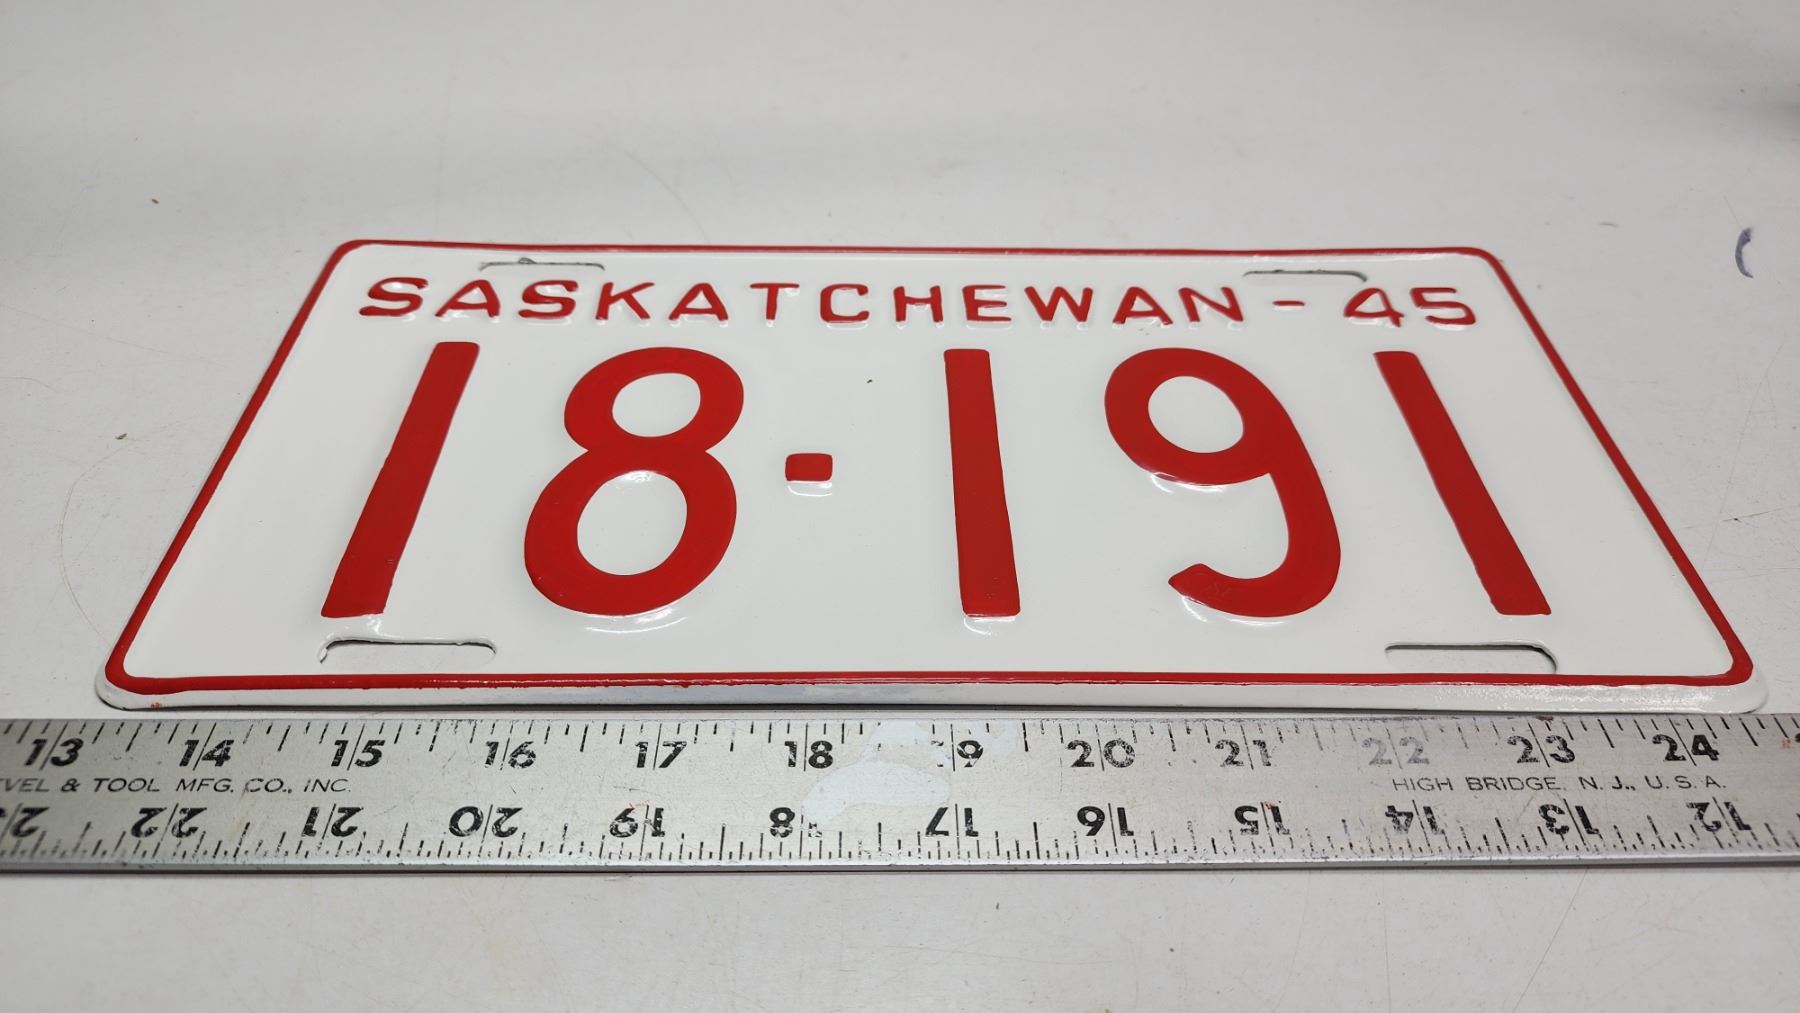 SASKATCHEWAN - 45
18-191
13 14 15 16 17 18 19 20 21 22 23 24
& TOOL MFG. CO., INC. HIGH BRIDGE, N. J., U. S. A.
22 21 20 19 18 17 16 15 14 13 12